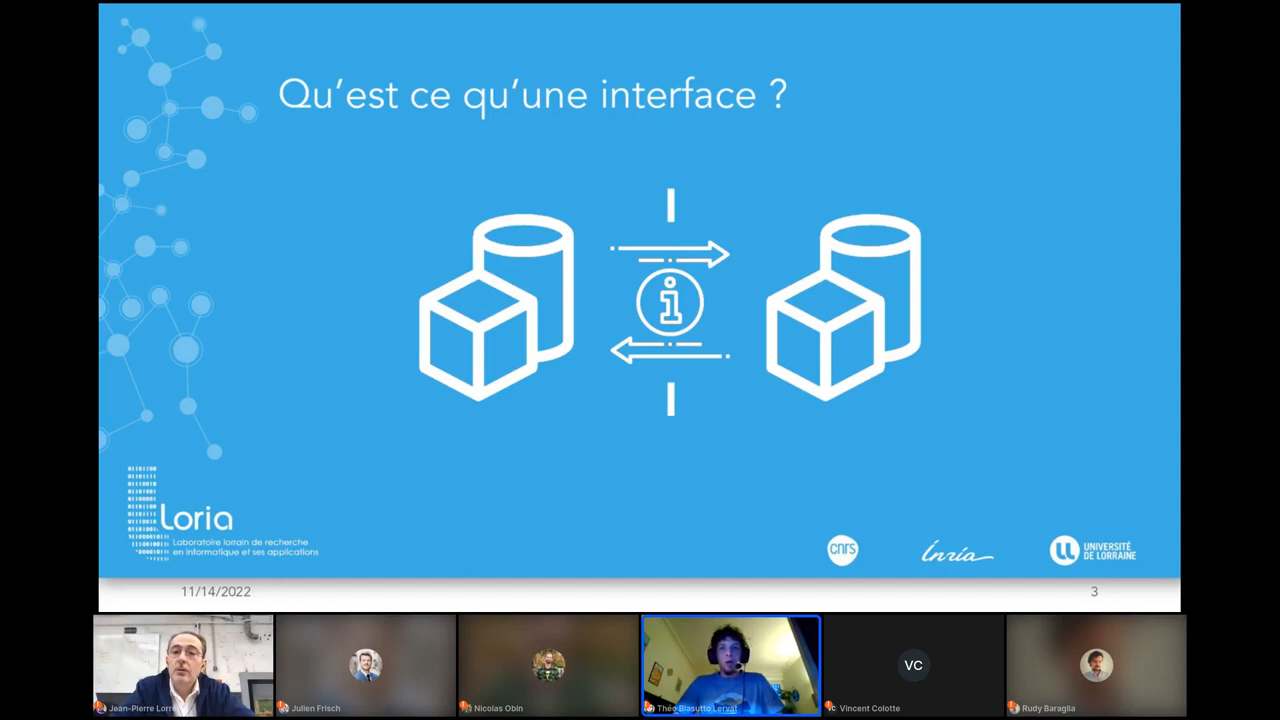 Qu'est ce qu'une interface ?
Loria
Laboratoire lorrain de recherche
en informatique et ses applications
cnrs
Inria
UNIVERSITÉ
DE LORRAINE
11/14/2022
3
VC
Jean-Pierre Lorré
Julien Frisch
Nicolas Obin
Théo Biasutto Lervat
Vincent Colotte
Rudy Baraglia